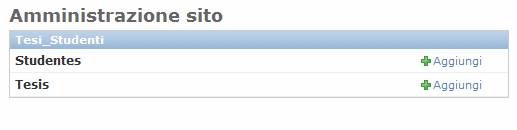 Amministrazione sito
Tesi_Studenti
Studentes Aggiungi
Tesis Aggiungi